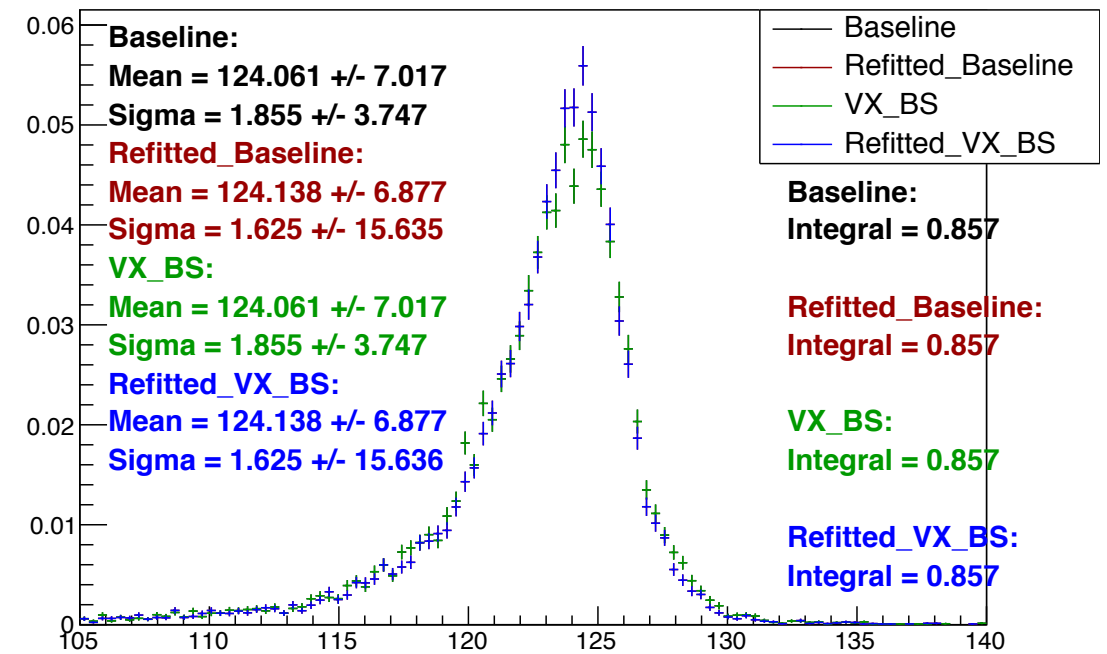 Baseline:
Mean = 124.061 +/- 7.017
Sigma = 1.855 +/- 3.747
Refitted_Baseline:
Mean = 124.138 +/- 6.877
Sigma = 1.625 +/- 15.635
VX_BS:
Mean = 124.061 +/- 7.017
Sigma = 1.855 +/- 3.747
Refitted_VX_BS:
Mean = 124.138 +/- 6.877
Sigma = 1.625 +/- 15.636
Baseline
Refitted_Baseline
VX_BS
Refitted_VX_BS
Baseline:
Integral = 0.857
Refitted_Baseline:
Integral = 0.857
VX_BS:
Integral = 0.857
Refitted_VX_BS:
Integral = 0.857
0.06
0.05
0.04
0.03
0.02
0.01
0
105 110 115 120 125 130 135 140